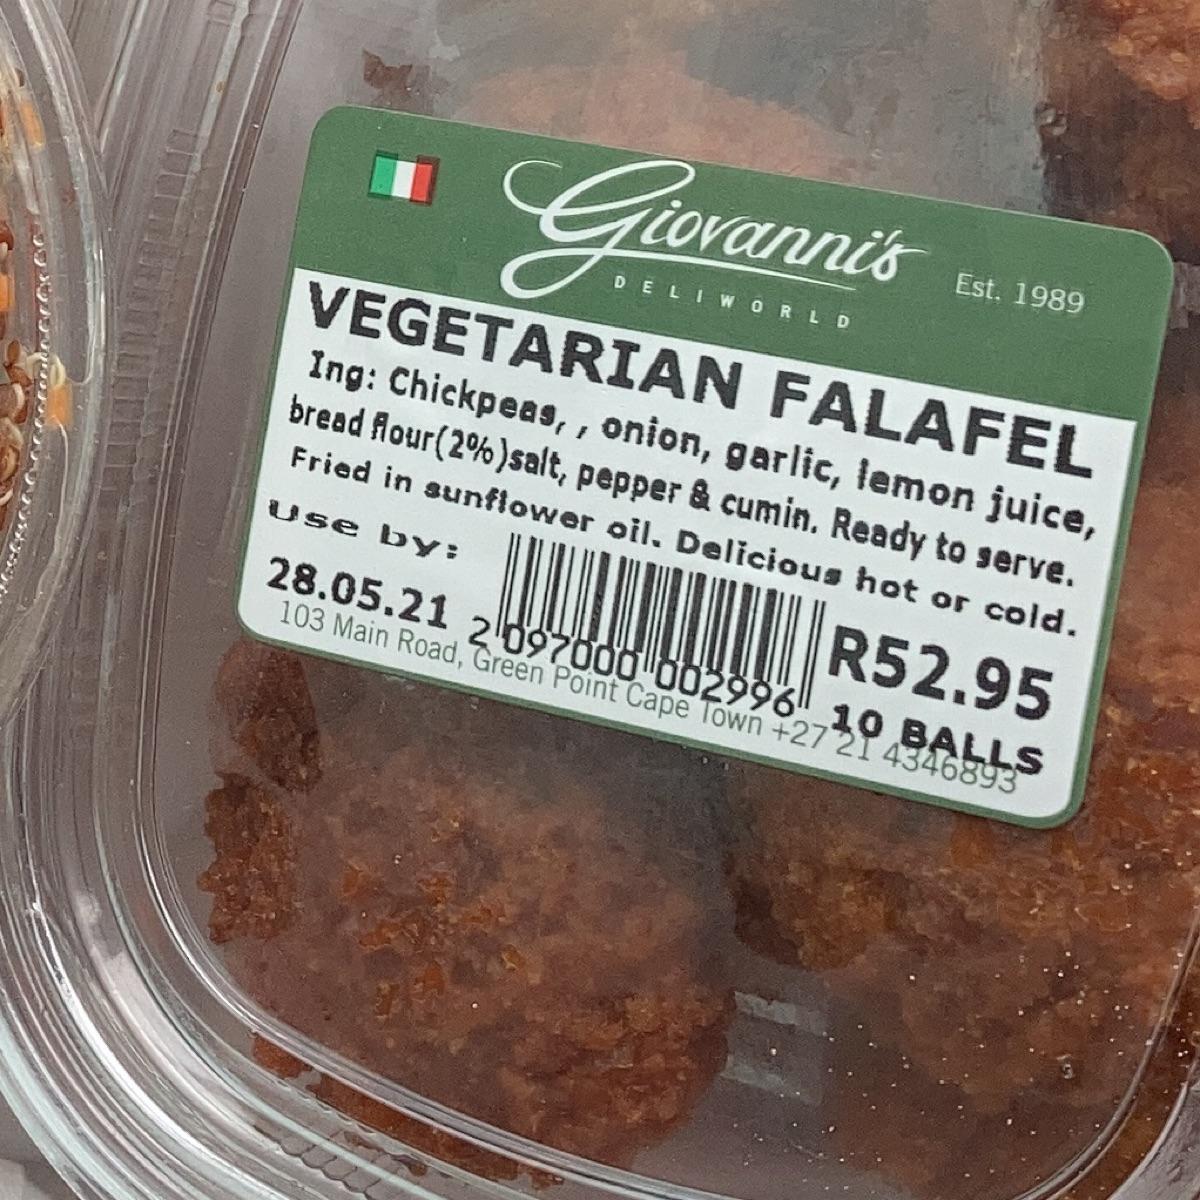 Giovanni's
DELIWORLD
Est. 1989
VEGETARIAN FALAFEL
Ing: Chickpeas, , onion, garlic, lemon juice,
bread flour(2%)salt, pepper & cumin. Ready to serve.
Fried in sunflower oil. Delicious hot or cold.
Use by:
28.05.21
2 097000 002996
R52.95
10 BALLS
103 Main Road, Green Point Cape Town +27 21 4346893